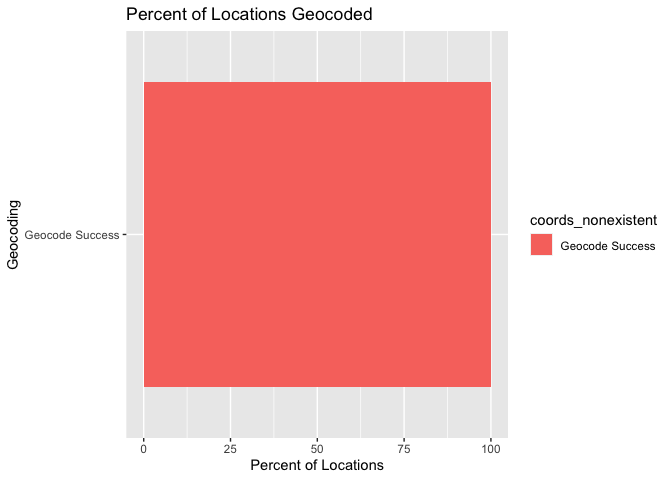 Percent of Locations Geocoded
Geocoding
Geocode Success
coords_nonexistent
Geocode Success
0 25 50 75 100
Percent of Locations